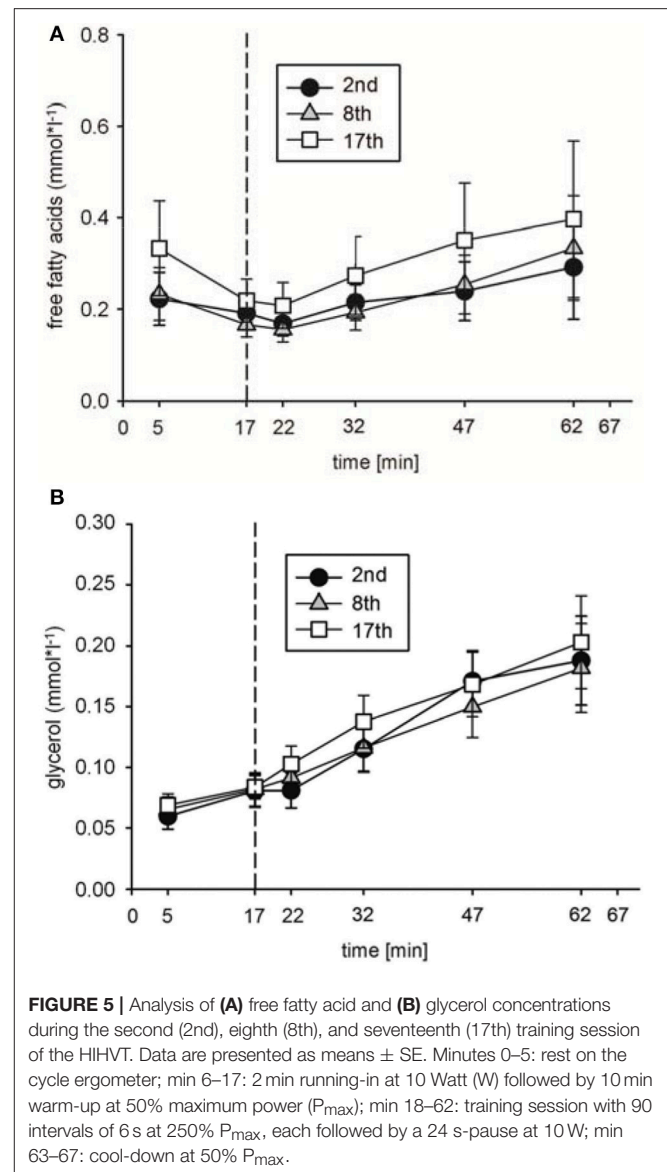 A
0.8
0.6
0.4
0.2
0.0
free fatty acids (mmol*l-1)
2nd
8th
17th
0 5 17 22 32 47 62 67
time [min]
B
0.30
0.25
0.20
0.15
0.10
0.05
0.00
glycerol (mmol*l-1)
2nd
8th
17th
0 5 17 22 32 47 62 67
time [min]
FIGURE 5 | Analysis of (A) free fatty acid and (B) glycerol concentrations
during the second (2nd), eighth (8th), and seventeenth (17th) training session
of the HIHVT. Data are presented as means ± SE. Minutes 0–5: rest on the
cycle ergometer; min 6–17: 2 min running-in at 10 Watt (W) followed by 10 min
warm-up at 50% maximum power (Pmax); min 18–62: training session with 90
intervals of 6 s at 250% Pmax, each followed by a 24 s-pause at 10 W; min
63–67: cool-down at 50% Pmax.